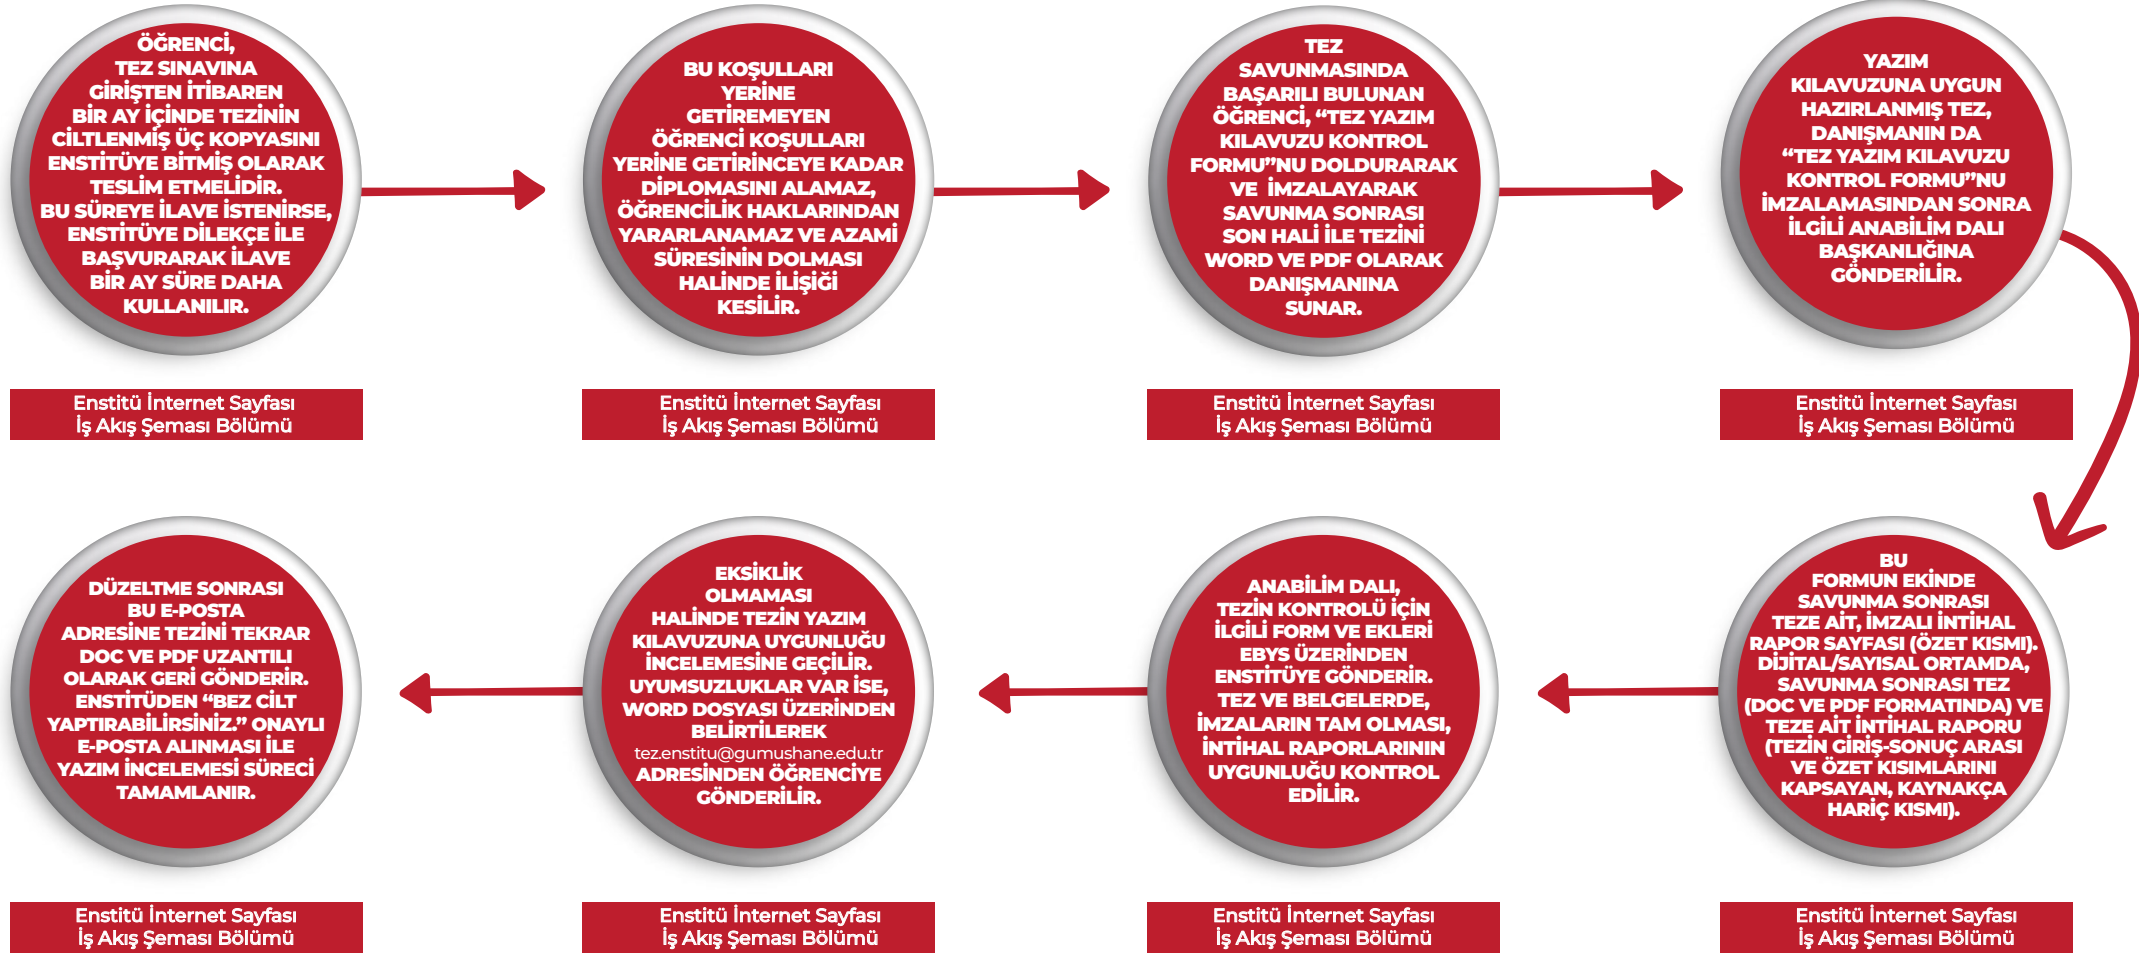 ÖĞRENCİ,
TEZ SINAVINA
GİRİŞTEN İTİBAREN
BİR AY İÇİNDE TEZİNİN
CİLTLENMİŞ ÜÇ KOPYASINI
ENSTİTÜYE BİTMİŞ OLARAK
TESLİM ETMELİDİR.
BU SÜREYE İLAVE İSTENİRSE,
ENSTİTÜYE DİLEKÇE İLE
BAŞVURARAK İLAVE
BİR AY SÜRE DAHA
KULLANILIR.
Enstitü İnternet Sayfası
İş Akış Şeması Bölümü
BU KOŞULLARI
YERİNE
GETİREMEYEN
ÖĞRENCİ KOŞULLARI
YERİNE GETİRİNCEYE KADAR
DİPLOMASINI ALAMAZ,
ÖĞRENCİLİK HAKLARINDAN
YARARLANAMAZ VE AZAMİ
SÜRESİNİN DOLMASI
HALİNDE İLİŞİĞİ
KESİLİR.
Enstitü İnternet Sayfası
İş Akış Şeması Bölümü
TEZ
SAVUNMASINDA
BAŞARILI BULUNAN
ÖĞRENCİ, “TEZ YAZIM
KILAVUZU KONTROL
FORMU”NU DOLDURARAK
VE İMZALAYARAK
SAVUNMA SONRASI
SON HALİ İLE TEZİNİ
WORD VE PDF OLARAK
DANIŞMANINA
SUNAR.
Enstitü İnternet Sayfası
İş Akış Şeması Bölümü
YAZIM
KILAVUZUNA UYGUN
HAZIRLANMIŞ TEZ,
DANIŞMANIN DA
“TEZ YAZIM KILAVUZU
KONTROL FORMU”NU
İMZALAMASINDAN SONRA
İLGİLİ ANABİLİM DALI
BAŞKANLIĞINA
GÖNDERİLİR.
Enstitü İnternet Sayfası
İş Akış Şeması Bölümü
BU
FORMUN EKİNDE
SAVUNMA SONRASI
TEZE AİT, İMZALI İNTİHAL
RAPOR SAYFASI (ÖZET KISMI).
DİJİTAL/SAYISAL ORTAMDA,
SAVUNMA SONRASI TEZ
(DOC VE PDF FORMATINDA) VE
TEZE AİT İNTİHAL RAPORU
(TEZİN GİRİŞ-SONUÇ ARASI
VE ÖZET KISIMLARINI
KAPSAYAN, KAYNAKÇA
HARİÇ KISMI).
Enstitü İnternet Sayfası
İş Akış Şeması Bölümü
ANABİLİM DALI,
TEZİN KONTROLÜ İÇİN
İLGİLİ FORM VE EKLERİ
EBYS ÜZERİNDEN
ENSTİTÜYE GÖNDERİR.
TEZ VE BELGELERDE,
İMZALARIN TAM OLMASI,
İNTİHAL RAPORLARININ
UYGUNLUĞU KONTROL
EDİLİR.
Enstitü İnternet Sayfası
İş Akış Şeması Bölümü
EKSİKLİK
OLMAMASI
HALİNDE TEZİN YAZIM
KILAVUZUNA UYGUNLUĞU
İNCELEMESİNE GEÇİLİR.
UYUMSUZLUKLAR VAR İSE,
WORD DOSYASI ÜZERİNDEN
BELİRTİLEREK
tez.enstitu@gumushane.edu.tr
ADRESİNDEN ÖĞRENCİYE
GÖNDERİLİR.
Enstitü İnternet Sayfası
İş Akış Şeması Bölümü
DÜZELTME SONRASI
BU E-POSTA
ADRESİNE TEZİNİ TEKRAR
DOC VE PDF UZANTILI
OLARAK GERİ GÖNDERİR.
ENSTİTÜDEN “BEZ CİLT
YAPTIRABİLİRSİNİZ.” ONAYLI
E-POSTA ALINMASI İLE
YAZIM İNCELEMESİ SÜRECİ
TAMAMLANIR.
Enstitü İnternet Sayfası
İş Akış Şeması Bölümü